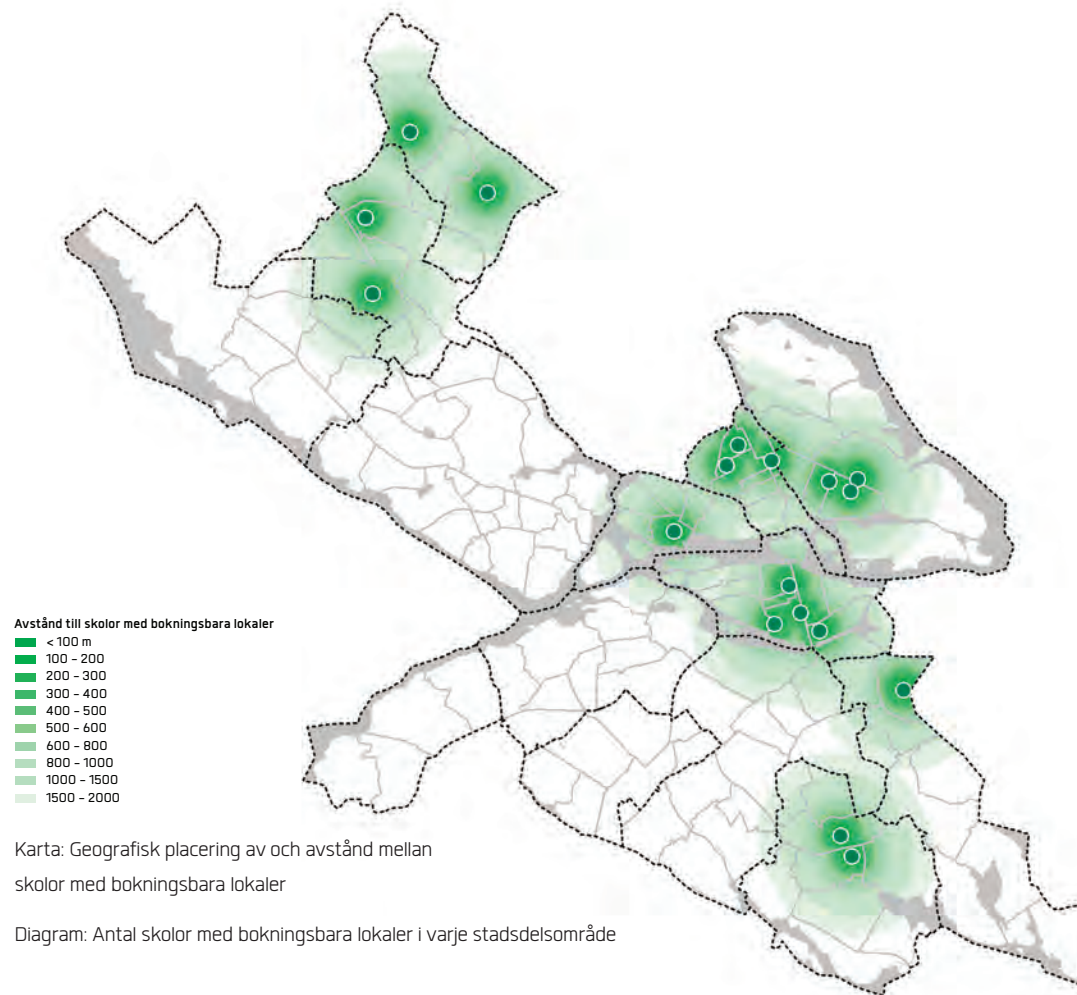 Avstånd till skolor med bokningsbara lokaler
< 100 m
100 – 200
200 – 300
300 – 400
400 – 500
500 – 600
600 – 800
800 – 1000
1000 – 1500
1500 – 2000
Karta: Geografisk placering av och avstånd mellan
skolor med bokningsbara lokaler
Diagram: Antal skolor med bokningsbara lokaler i varje stadsdelsområde